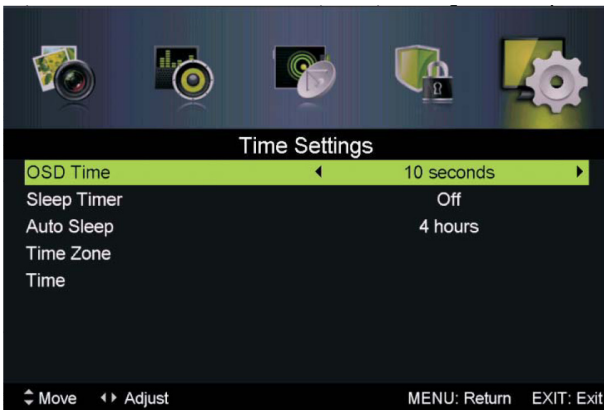 Time Settings
OSD Time 10 seconds
Sleep Timer Off
Auto Sleep 4 hours
Time Zone
Time
Move Adjust MENU: Return EXIT: Exit